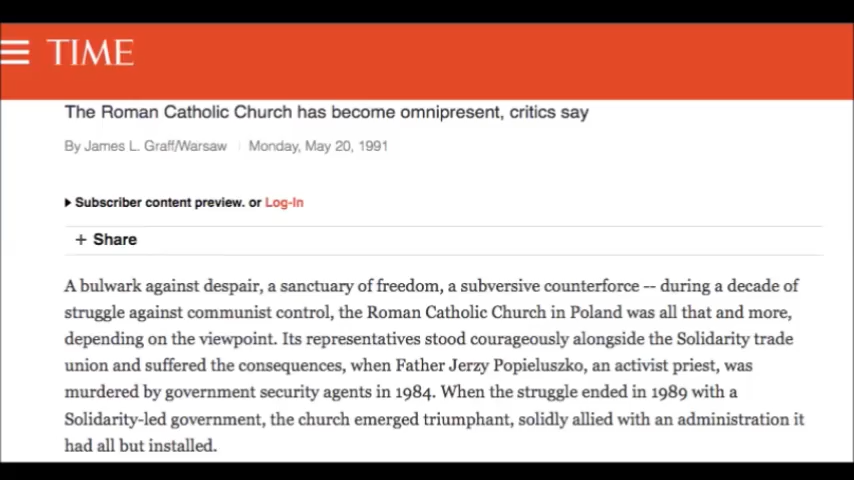 TIME
The Roman Catholic Church has become omnipresent, critics say
By James L. Graff/Warsaw | Monday, May 20, 1991
Subscriber content preview. or Log-In
+ Share
A bulwark against despair, a sanctuary of freedom, a subversive counterforce -- during a decade of
struggle against communist control, the Roman Catholic Church in Poland was all that and more,
depending on the viewpoint. Its representatives stood courageously alongside the Solidarity trade
union and suffered the consequences, when Father Jerzy Popieluszko, an activist priest, was
murdered by government security agents in 1984. When the struggle ended in 1989 with a
Solidarity-led government, the church emerged triumphant, solidly allied with an administration it
had all but installed.